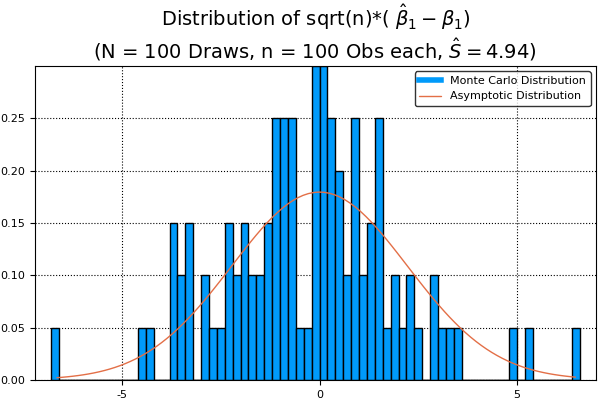 Distribution of sqrt(n)*( β̂₁ − β₁)
(N = 100 Draws, n = 100 Obs each, Ŝ = 4.94)
Monte Carlo Distribution
Asymptotic Distribution
0.25
0.20
0.15
0.10
0.05
0.00
-5 0 5